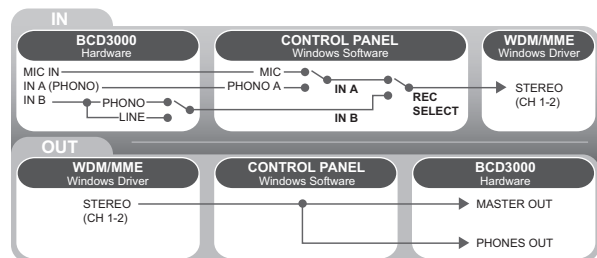 IN
BCD3000
Hardware
CONTROL PANEL
Windows Software
WDM/MME
Windows Driver
MIC IN
IN A (PHONO)
IN B
PHONO
LINE
MIC
PHONO A
IN A
IN B
REC
SELECT
STEREO
(CH 1-2)
OUT
WDM/MME
Windows Driver
CONTROL PANEL
Windows Software
BCD3000
Hardware
STEREO
(CH 1-2)
MASTER OUT
PHONES OUT